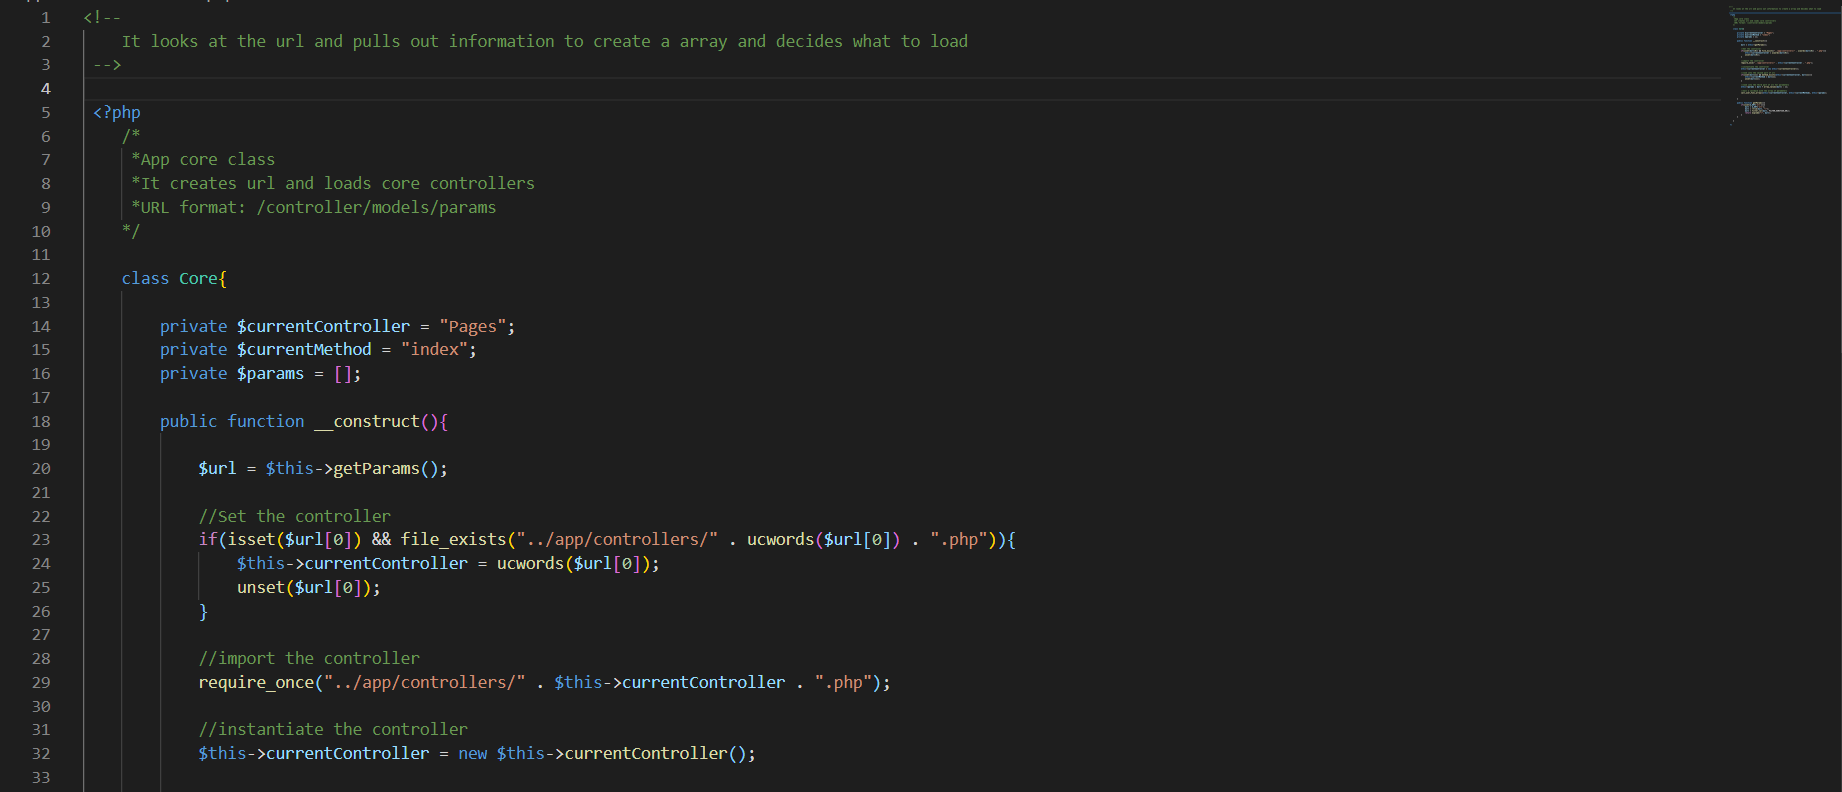 1 <!--
2 It looks at the url and pulls out information to create a array and decides what to load
3 -->
4
5 <?php
6 /*
7 *App core class
8 *It creates url and loads core controllers
9 *URL format: /controller/models/params
10 */
11
12 class Core{
13
14 private $currentController = "Pages";
15 private $currentMethod = "index";
16 private $params = [];
17
18 public function __construct(){
19
20 $url = $this->getParams();
21
22 //Set the controller
23 if(isset($url[0]) && file_exists("../app/controllers/" . ucwords($url[0]) . ".php")){
24 $this->currentController = ucwords($url[0]);
25 unset($url[0]);
26 }
27
28 //import the controller
29 require_once("../app/controllers/" . $this->currentController . ".php");
30
31 //instantiate the controller
32 $this->currentController = new $this->currentController();
33